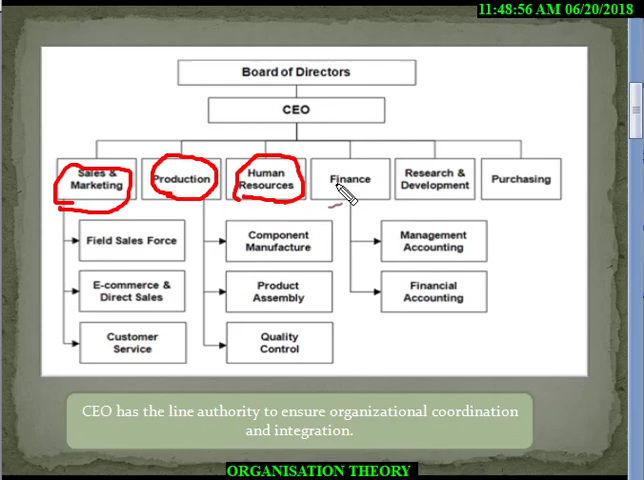 11:48:56 AM 06/20/2018
Board of Directors
CEO
Sales &
Marketing
Production
Human
Resources
Finance
Research &
Development
Purchasing
Field Sales Force
Component
Manufacture
Management
Accounting
E-commerce &
Direct Sales
Product
Assembly
Financial
Accounting
Customer
Service
Quality
Control
CEO has the line authority to ensure organizational coordination
and integration.
ORGANISATION THEORY